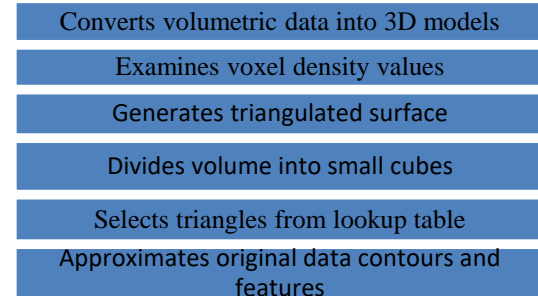 Converts volumetric data into 3D models
Examines voxel density values
Generates triangulated surface
Divides volume into small cubes
Selects triangles from lookup table
Approximates original data contours and
features